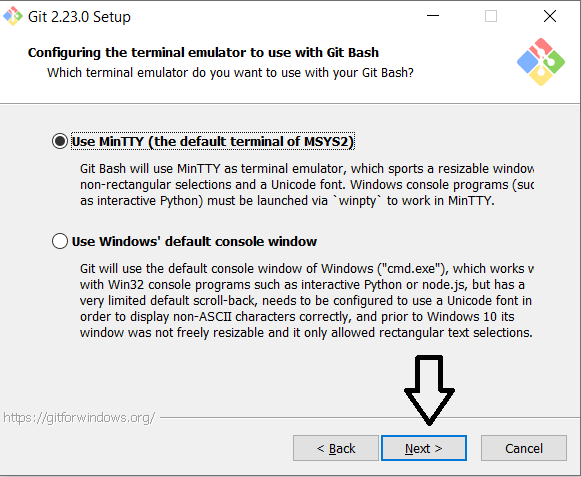 Git 2.23.0 Setup
Configuring the terminal emulator to use with Git Bash
Which terminal emulator do you want to use with your Git Bash?
Use MinTTY (the default terminal of MSYS2)
Git Bash will use MinTTY as terminal emulator, which sports a resizable window
non-rectangular selections and a Unicode font. Windows console programs (suc
as interactive Python) must be launched via `winpty` to work in MinTTY.
Use Windows' default console window
Git will use the default console window of Windows ("cmd.exe"), which works w
with Win32 console programs such as interactive Python or node.js, but has a
very limited default scroll-back, needs to be configured to use a Unicode font in
order to display non-ASCII characters correctly, and prior to Windows 10 its
window was not freely resizable and it only allowed rectangular text selections.
https://gitforwindows.org/
< Back
Next >
Cancel